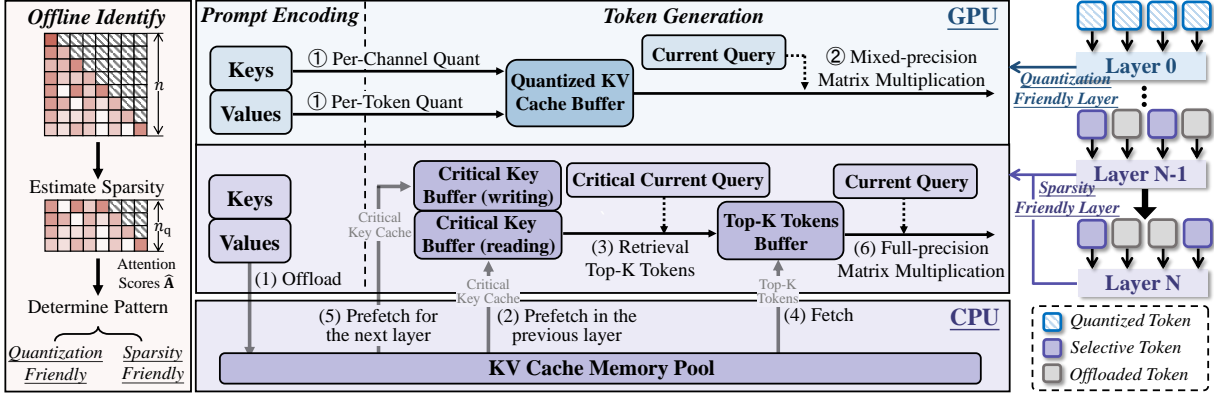 Offline Identify
n
Estimate Sparsity
n_q
Attention
Scores Â
Determine Pattern
Quantization
Friendly
Sparsity
Friendly
Prompt Encoding
Token Generation
GPU
Keys
Values
① Per-Channel Quant
① Per-Token Quant
Quantized KV
Cache Buffer
Current Query
② Mixed-precision
Matrix Multiplication
Keys
Values
(1) Offload
Critical
Key Cache
Critical Key
Buffer (writing)
Critical Key
Buffer (reading)
Critical Current Query
(3) Retrieval
Top-K Tokens
Top-K Tokens
Buffer
Current Query
(6) Full-precision
Matrix Multiplication
Critical
Key Cache
Top-K
Tokens
(5) Prefetch for
the next layer
(2) Prefetch in the
previous layer
(4) Fetch
CPU
KV Cache Memory Pool
Layer 0
Quantization
Friendly Layer
Layer N-1
Sparsity
Friendly Layer
Layer N
Quantized Token
Selective Token
Offloaded Token